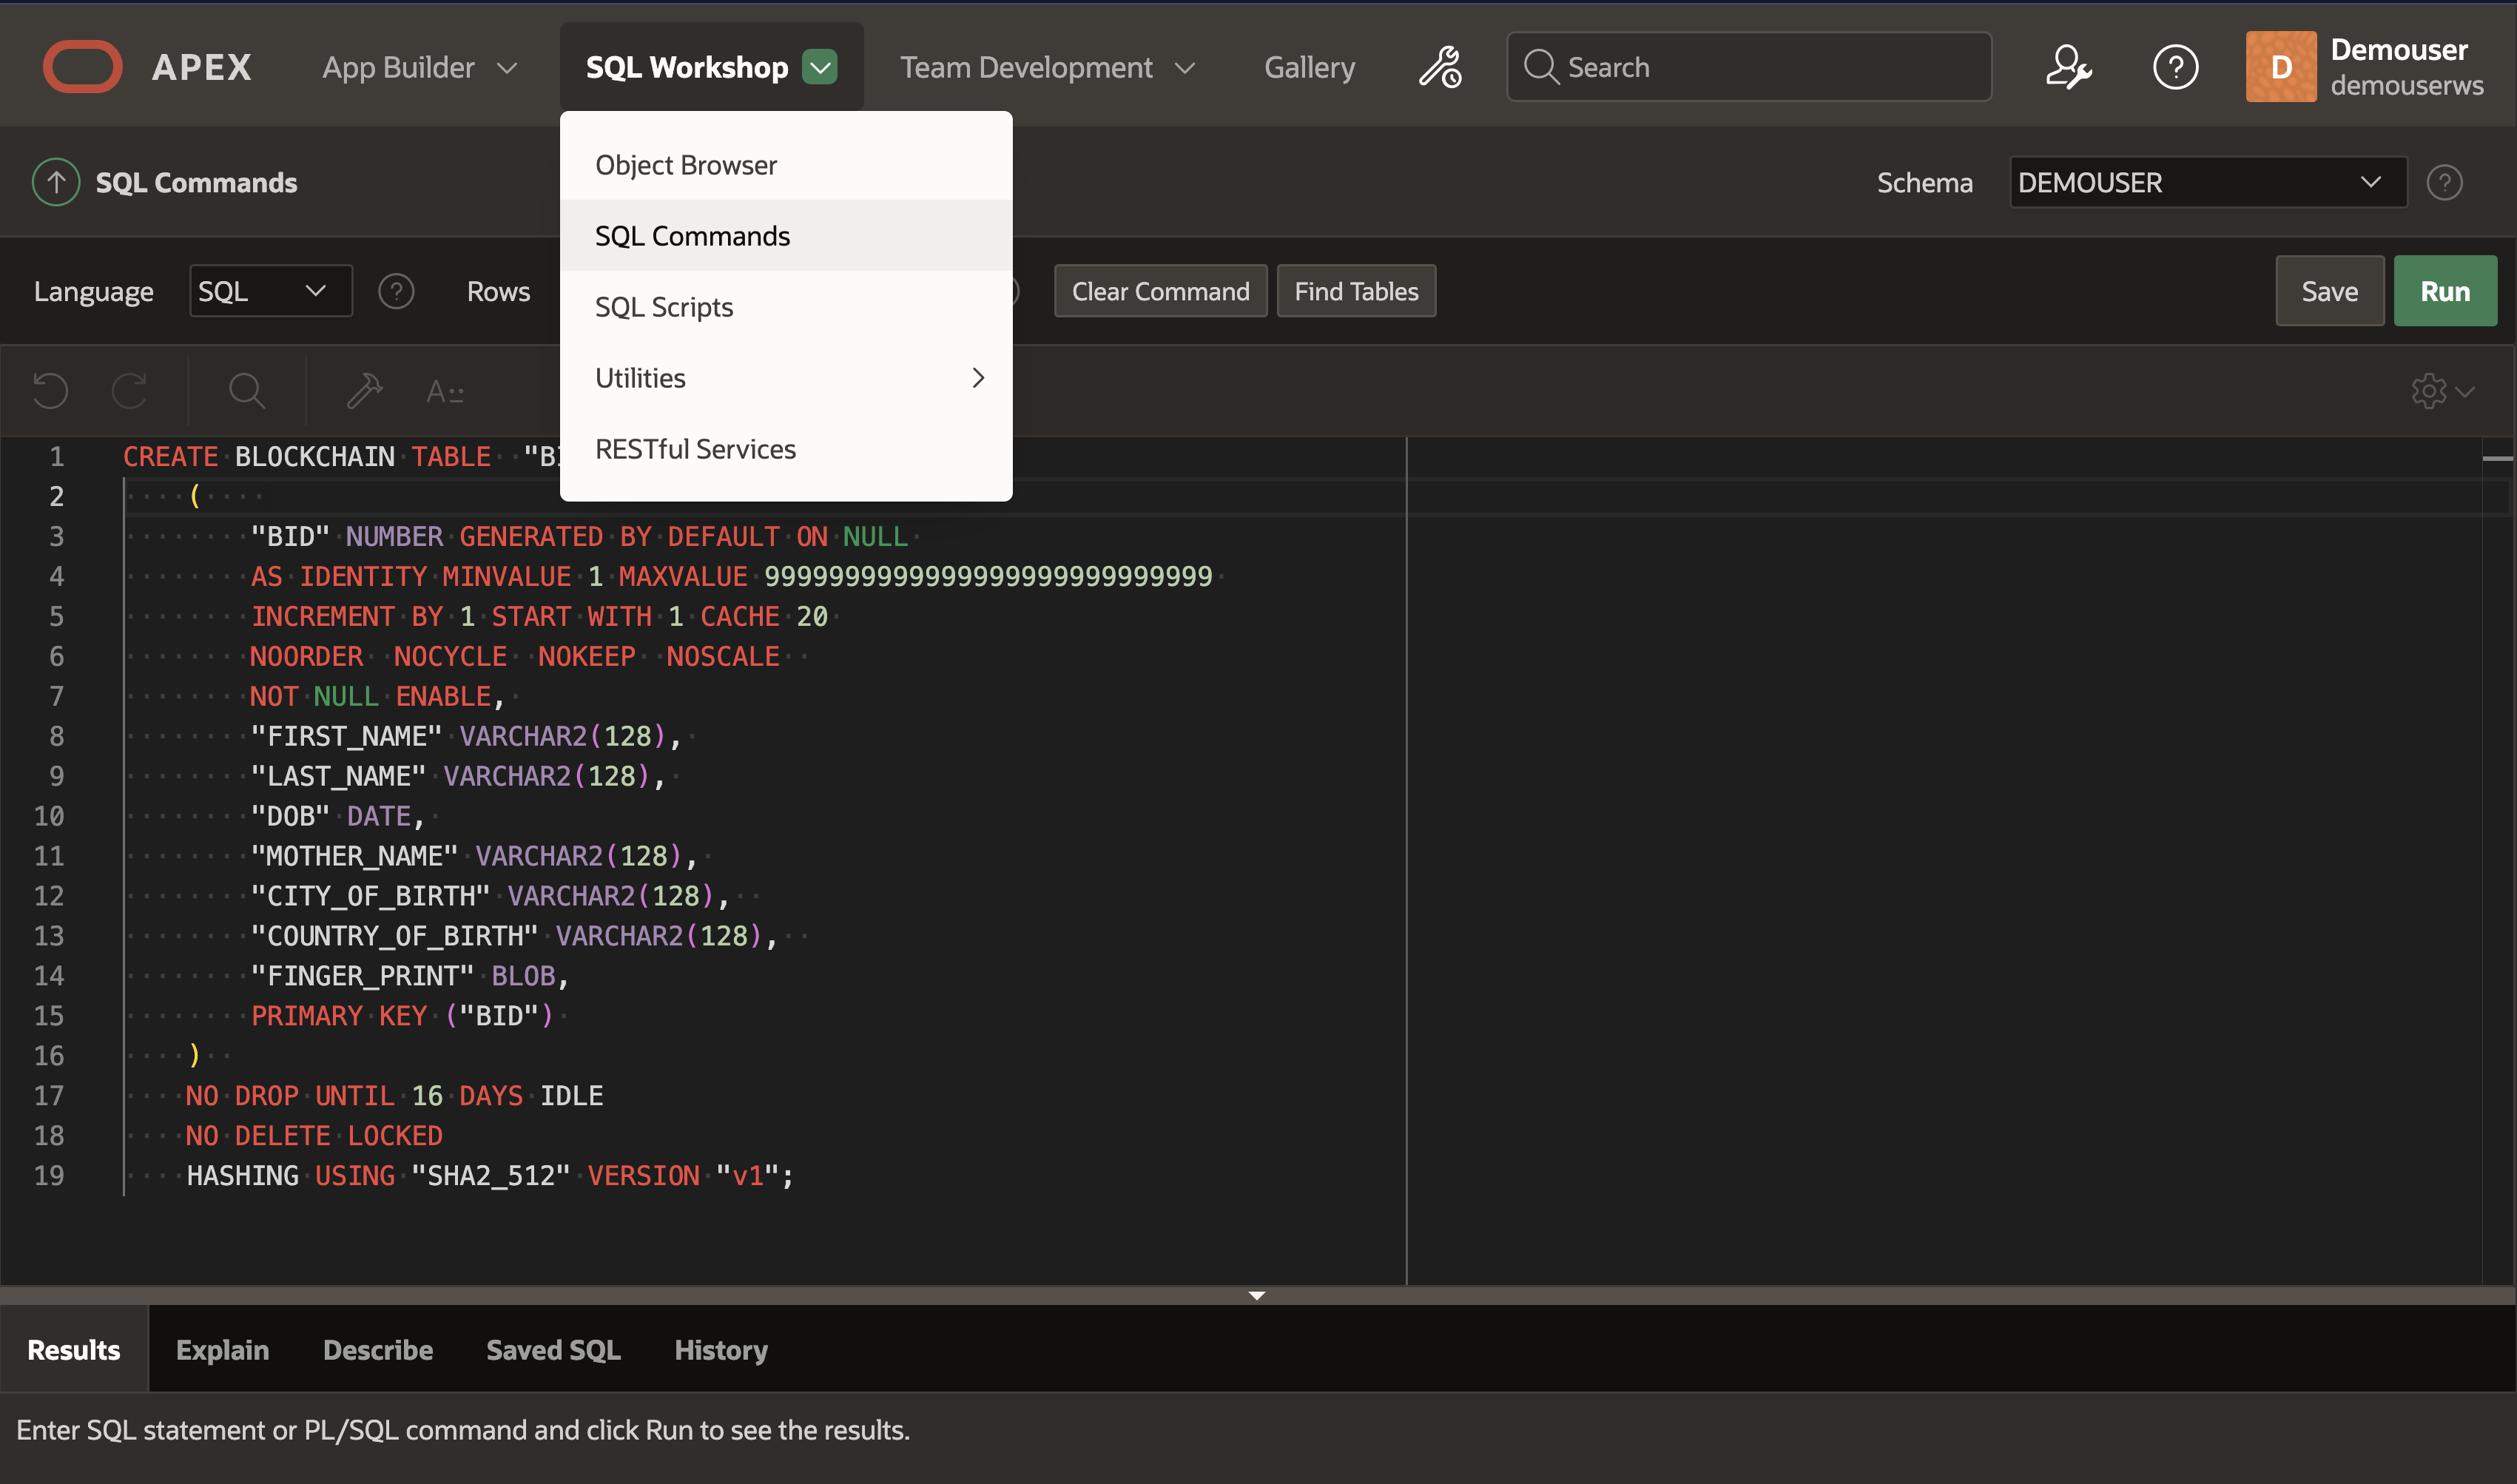 APEX App Builder SQL Workshop Team Development Gallery Search D Demouser
demouserws
SQL Commands Schema DEMOUSER
Language SQL Rows Clear Command Find Tables Save Run
Object Browser
SQL Commands
SQL Scripts
Utilities
RESTful Services
1 CREATE BLOCKCHAIN TABLE
2 (
3 "BID" NUMBER GENERATED BY DEFAULT ON NULL
4 AS IDENTITY MINVALUE 1 MAXVALUE 9999999999999999999999999999
5 INCREMENT BY 1 START WITH 1 CACHE 20
6 NOORDER NOCYCLE NOKEEP NOSCALE
7 NOT NULL ENABLE,
8 "FIRST_NAME" VARCHAR2(128),
9 "LAST_NAME" VARCHAR2(128),
10 "DOB" DATE,
11 "MOTHER_NAME" VARCHAR2(128),
12 "CITY_OF_BIRTH" VARCHAR2(128),
13 "COUNTRY_OF_BIRTH" VARCHAR2(128),
14 "FINGER_PRINT" BLOB,
15 PRIMARY KEY ("BID")
16 )
17 NO DROP UNTIL 16 DAYS IDLE
18 NO DELETE LOCKED
19 HASHING USING "SHA2_512" VERSION "v1";
Results Explain Describe Saved SQL History
Enter SQL statement or PL/SQL command and click Run to see the results.